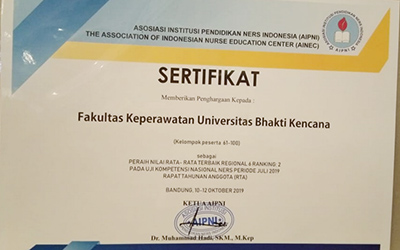 ASOSIASI INSTITUSI PENDIDIKAN NERS INDONESIA (AIPNI)
THE ASSOCIATION OF INDONESIAN NURSE EDUCATION CENTER (AINEC)
SERTIFIKAT
Memberikan Penghargaan Kepada :
Fakultas Keperawatan Universitas Bhakti Kencana
(Kelompok peserta 61-100)
sebagai
PERAIH NILAI RATA- RATA TERBAIK REGIONAL 6 RANKING 2
PADA UJI KOMPETENSI NASIONAL NERS PERIODE JULI 2019
RAPAT TAHUNAN ANGGOTA (RTA)
BANDUNG, 10-12 OKTOBER 2019
KETUA AIPNI
ASOSIASI INSTITUSI
AIPNI
Dr. Muhammad Hadi, SKM., M.Kep